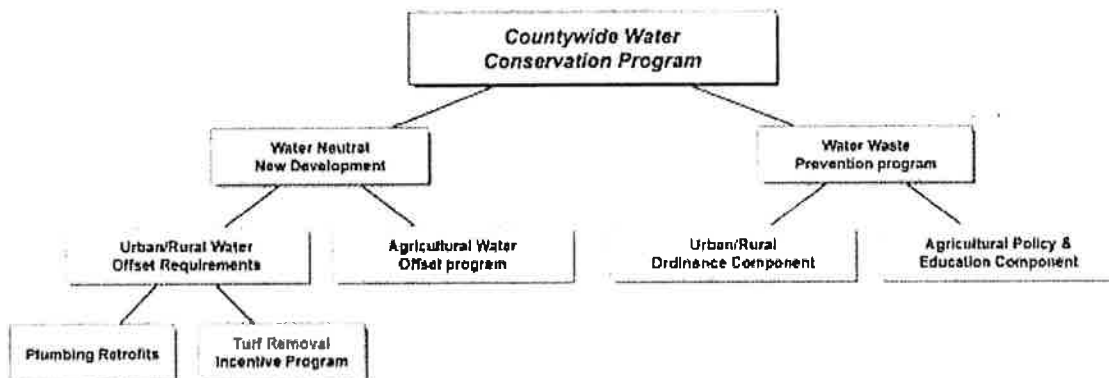 Countywide Water
Conservation Program
Water Neutral
New Development
Water Waste
Prevention program
Urban/Rural Water
Offset Requirements
Agricultural Water
Offset program
Urban/Rural
Ordinance Component
Agricultural Policy &
Education Component
Plumbing Retrofits
Turf Removal
Incentive Program